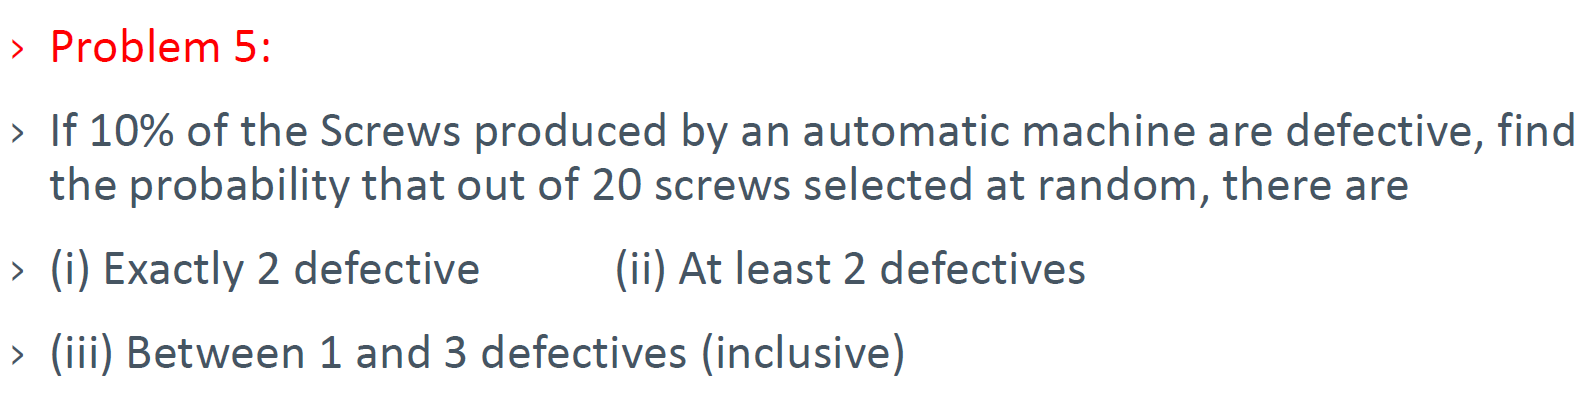 › Problem 5:
› If 10% of the Screws produced by an automatic machine are defective, find
the probability that out of 20 screws selected at random, there are
› (i) Exactly 2 defective (ii) At least 2 defectives
› (iii) Between 1 and 3 defectives (inclusive)